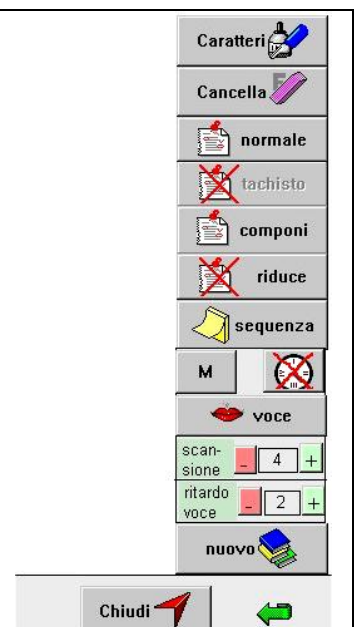 Caratteri
Cancella
normale
tachisto
componi
riduce
sequenza
M
voce
scan-
sione - 4 +
ritardo
voce - 2 +
nuovo
Chiudi